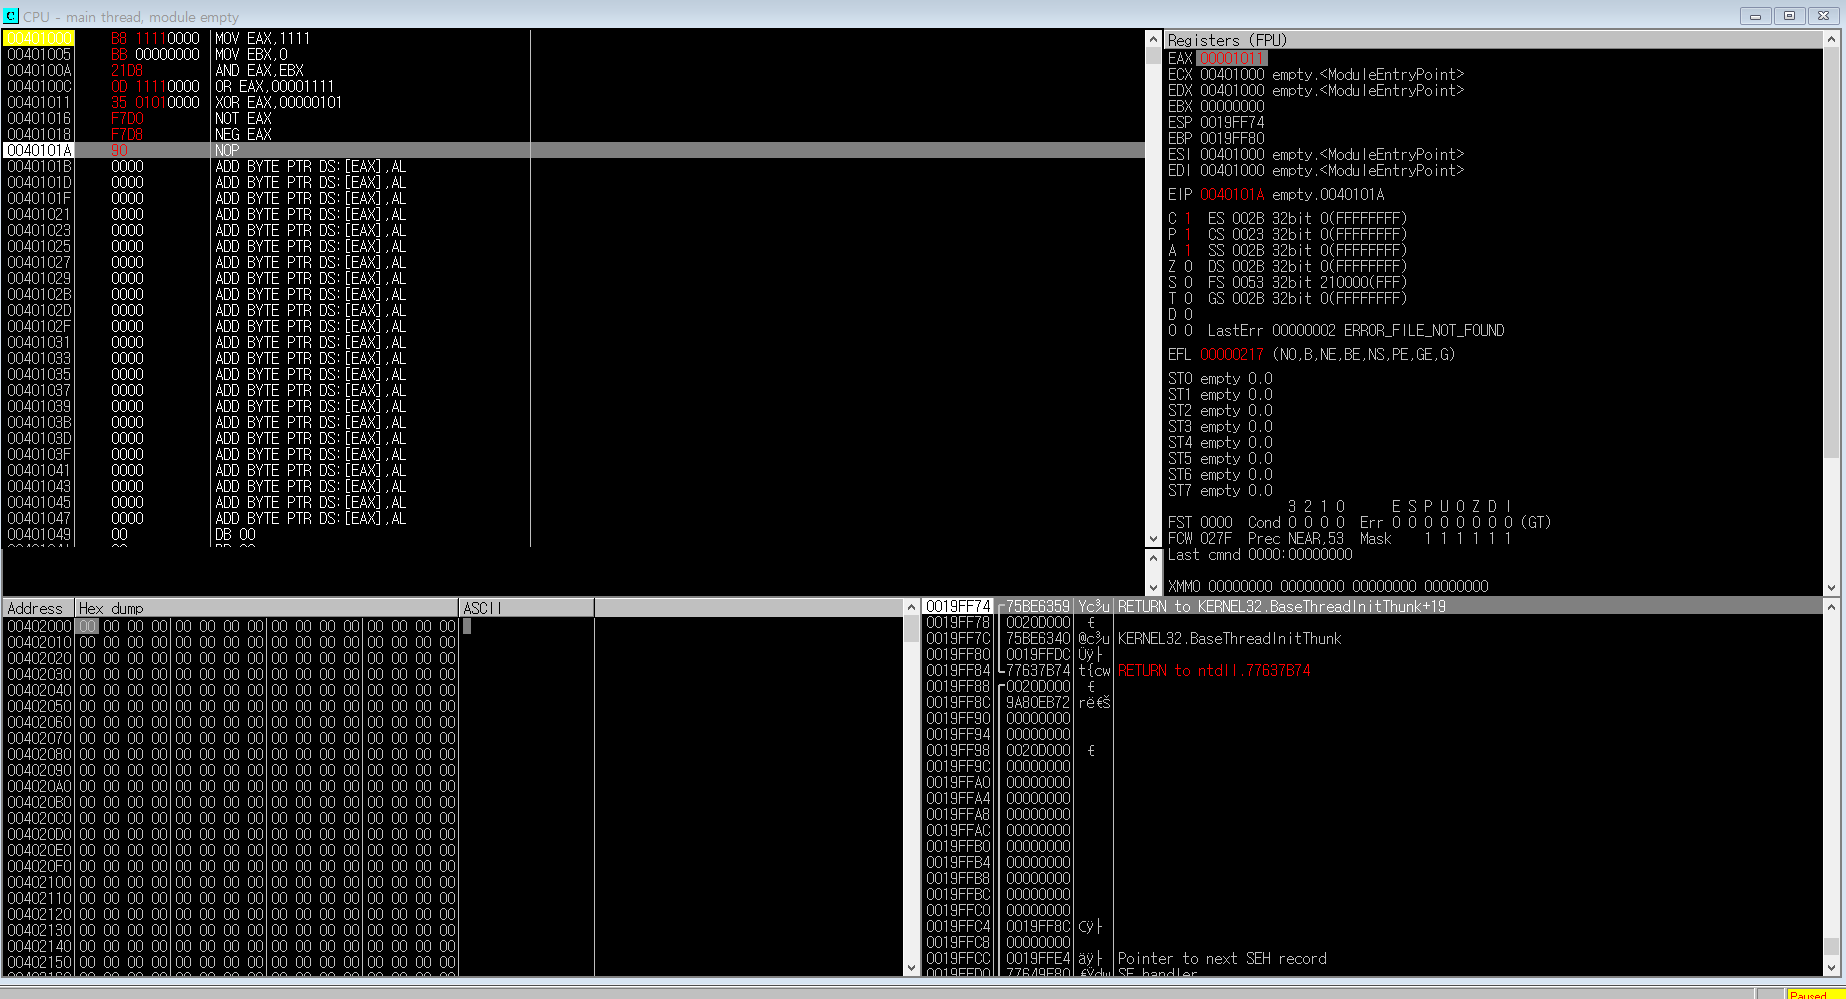 CPU - main thread, module empty
00401000 B8 11110000 MOV EAX,1111
00401005 BB 00000000 MOV EBX,0
0040100A 21D8 AND EAX,EBX
0040100C 0D 11110000 OR EAX,00001111
00401011 35 01010000 XOR EAX,00000101
00401016 F7D0 NOT EAX
00401018 F7D8 NEG EAX
0040101A 90 NOP
0040101B 0000 ADD BYTE PTR DS:[EAX],AL
0040101D 0000 ADD BYTE PTR DS:[EAX],AL
0040101F 0000 ADD BYTE PTR DS:[EAX],AL
00401021 0000 ADD BYTE PTR DS:[EAX],AL
00401023 0000 ADD BYTE PTR DS:[EAX],AL
00401025 0000 ADD BYTE PTR DS:[EAX],AL
00401027 0000 ADD BYTE PTR DS:[EAX],AL
00401029 0000 ADD BYTE PTR DS:[EAX],AL
0040102B 0000 ADD BYTE PTR DS:[EAX],AL
0040102D 0000 ADD BYTE PTR DS:[EAX],AL
0040102F 0000 ADD BYTE PTR DS:[EAX],AL
00401031 0000 ADD BYTE PTR DS:[EAX],AL
00401033 0000 ADD BYTE PTR DS:[EAX],AL
00401035 0000 ADD BYTE PTR DS:[EAX],AL
00401037 0000 ADD BYTE PTR DS:[EAX],AL
00401039 0000 ADD BYTE PTR DS:[EAX],AL
0040103B 0000 ADD BYTE PTR DS:[EAX],AL
0040103D 0000 ADD BYTE PTR DS:[EAX],AL
0040103F 0000 ADD BYTE PTR DS:[EAX],AL
00401041 0000 ADD BYTE PTR DS:[EAX],AL
00401043 0000 ADD BYTE PTR DS:[EAX],AL
00401045 0000 ADD BYTE PTR DS:[EAX],AL
00401047 0000 ADD BYTE PTR DS:[EAX],AL
00401049 00 DB 00
Registers (FPU)
EAX 00001011
ECX 00401000 empty.<ModuleEntryPoint>
EDX 00401000 empty.<ModuleEntryPoint>
EBX 00000000
ESP 0019FF74
EBP 0019FF80
ESI 00401000 empty.<ModuleEntryPoint>
EDI 00401000 empty.<ModuleEntryPoint>
EIP 0040101A empty.0040101A
C 1 ES 002B 32bit 0(FFFFFFFF)
P 1 CS 0023 32bit 0(FFFFFFFF)
A 1 SS 002B 32bit 0(FFFFFFFF)
Z 0 DS 002B 32bit 0(FFFFFFFF)
S 0 FS 0053 32bit 210000(FFF)
T 0 GS 002B 32bit 0(FFFFFFFF)
D 0
O 0 LastErr 00000002 ERROR_FILE_NOT_FOUND
EFL 00000217 (NO,B,NE,BE,NS,PE,GE,G)
ST0 empty 0.0
ST1 empty 0.0
ST2 empty 0.0
ST3 empty 0.0
ST4 empty 0.0
ST5 empty 0.0
ST6 empty 0.0
ST7 empty 0.0
3 2 1 0 E S P U O Z D I
FST 0000 Cond 0 0 0 0 Err 0 0 0 0 0 0 0 0 (GT)
FCW 027F Prec NEAR,53 Mask 1 1 1 1 1 1
Last cmnd 0000:00000000
XMM0 00000000 00000000 00000000 00000000
Address Hex dump ASCII
00402000 00 00 00 00 00 00 00 00 00 00 00 00 00 00 00 00
00402010 00 00 00 00 00 00 00 00 00 00 00 00 00 00 00 00
00402020 00 00 00 00 00 00 00 00 00 00 00 00 00 00 00 00
00402030 00 00 00 00 00 00 00 00 00 00 00 00 00 00 00 00
00402040 00 00 00 00 00 00 00 00 00 00 00 00 00 00 00 00
00402050 00 00 00 00 00 00 00 00 00 00 00 00 00 00 00 00
00402060 00 00 00 00 00 00 00 00 00 00 00 00 00 00 00 00
00402070 00 00 00 00 00 00 00 00 00 00 00 00 00 00 00 00
00402080 00 00 00 00 00 00 00 00 00 00 00 00 00 00 00 00
00402090 00 00 00 00 00 00 00 00 00 00 00 00 00 00 00 00
004020A0 00 00 00 00 00 00 00 00 00 00 00 00 00 00 00 00
004020B0 00 00 00 00 00 00 00 00 00 00 00 00 00 00 00 00
004020C0 00 00 00 00 00 00 00 00 00 00 00 00 00 00 00 00
004020D0 00 00 00 00 00 00 00 00 00 00 00 00 00 00 00 00
004020E0 00 00 00 00 00 00 00 00 00 00 00 00 00 00 00 00
004020F0 00 00 00 00 00 00 00 00 00 00 00 00 00 00 00 00
00402100 00 00 00 00 00 00 00 00 00 00 00 00 00 00 00 00
00402110 00 00 00 00 00 00 00 00 00 00 00 00 00 00 00 00
00402120 00 00 00 00 00 00 00 00 00 00 00 00 00 00 00 00
00402130 00 00 00 00 00 00 00 00 00 00 00 00 00 00 00 00
00402140 00 00 00 00 00 00 00 00 00 00 00 00 00 00 00 00
00402150 00 00 00 00 00 00 00 00 00 00 00 00 00 00 00 00
0019FF74 75BE6359 Yc³u RETURN to KERNEL32.BaseThreadInitThunk+19
0019FF78 0020D000
0019FF7C 75BE6340 @c³u KERNEL32.BaseThreadInitThunk
0019FF80 0019FFDC Üÿ├
0019FF84 77637B74 t{cw RETURN to ntdll.77637B74
0019FF88 0020D000
0019FF8C 9A80EB72 rë€Š
0019FF90 00000000
0019FF94 00000000
0019FF98 0020D000
0019FF9C 00000000
0019FFA0 00000000
0019FFA4 00000000
0019FFA8 00000000
0019FFAC 00000000
0019FFB0 00000000
0019FFB4 00000000
0019FFB8 00000000
0019FFBC 00000000
0019FFC0 00000000
0019FFC4 0019FF8C
0019FFC8 00000000
0019FFCC 0019FFE4 äÿ├ Pointer to next SEH record
0019FFD0 77649F80 SE handler
Paused